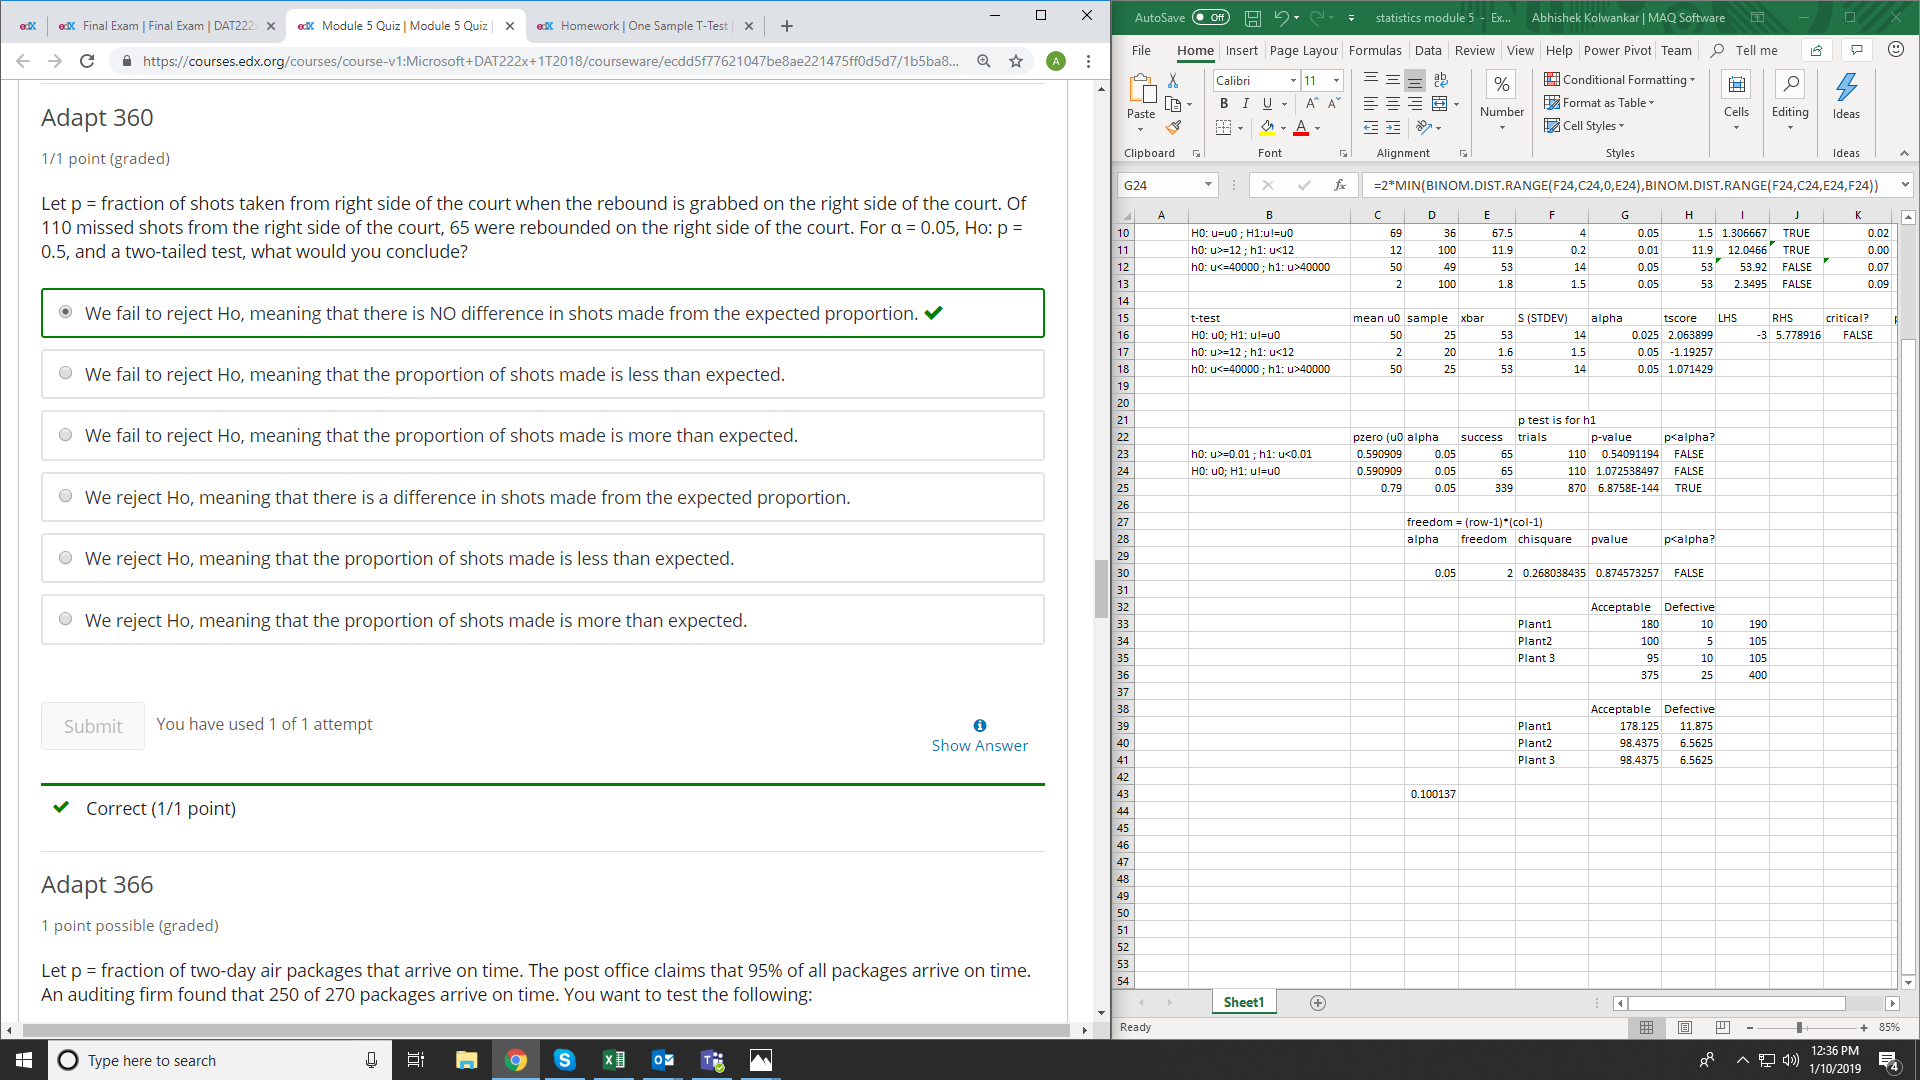 edX
edX Final Exam | Final Exam | DAT222
edX Module 5 Quiz | Module 5 Quiz |
edX Homework | One Sample T-Test |
https://courses.edx.org/courses/course-v1:Microsoft+DAT222x+1T2018/courseware/ecdd5f77621047be8ae221475ff0d5d7/1b5ba8...
A
Adapt 360
1/1 point (graded)
Let p = fraction of shots taken from right side of the court when the rebound is grabbed on the right side of the court. Of
110 missed shots from the right side of the court, 65 were rebounded on the right side of the court. For α = 0.05, Ho: p =
0.5, and a two-tailed test, what would you conclude?
We fail to reject Ho, meaning that there is NO difference in shots made from the expected proportion.
We fail to reject Ho, meaning that the proportion of shots made is less than expected.
We fail to reject Ho, meaning that the proportion of shots made is more than expected.
We reject Ho, meaning that there is a difference in shots made from the expected proportion.
We reject Ho, meaning that the proportion of shots made is less than expected.
We reject Ho, meaning that the proportion of shots made is more than expected.
Submit You have used 1 of 1 attempt
Show Answer
Correct (1/1 point)
Adapt 366
1 point possible (graded)
Let p = fraction of two-day air packages that arrive on time. The post office claims that 95% of all packages arrive on time.
An auditing firm found that 250 of 270 packages arrive on time. You want to test the following:
AutoSave Off statistics module 5 - Ex... Abhishek Kolwankar | MAQ Software
File Home Insert Page Layou Formulas Data Review View Help Power Pivot Team Tell me
Paste
Calibri 11
B I U
ab
Number
Conditional Formatting
Format as Table
Cell Styles
Cells
Editing
Ideas
Clipboard Font Alignment Styles Ideas
G24 fx =2*MIN(BINOM.DIST.RANGE(F24,C24,0,E24),BINOM.DIST.RANGE(F24,C24,E24,F24))
A B C D E F G H I J K
10 H0: u=u0 ; H1:u!=u0 69 36 67.5 4 0.05 1.5 1.306667 TRUE 0.02
11 h0: u>=12 ; h1: u<12 12 100 11.9 0.2 0.01 11.9 12.0466 TRUE 0.00
12 h0: u<=40000 ; h1: u>40000 50 49 53 14 0.05 53 53.92 FALSE 0.07
13 2 100 1.8 1.5 0.05 53 2.3495 FALSE 0.09
14
15 t-test mean u0 sample xbar S (STDEV) alpha tscore LHS RHS critical?
16 H0: u0; H1: u!=u0 50 25 53 14 0.025 2.063899 -3 5.778916 FALSE
17 h0: u>=12 ; h1: u<12 2 20 1.6 1.5 0.05 -1.19257
18 h0: u<=40000 ; h1: u>40000 50 25 53 14 0.05 1.071429
19
20
21 p test is for h1
22 pzero (u0 alpha success trials p-value p<alpha?
23 h0: u>=0.01 ; h1: u<0.01 0.590909 0.05 65 110 0.54091194 FALSE
24 H0: u0; H1: u!=u0 0.590909 0.05 65 110 1.072538497 FALSE
25 0.79 0.05 339 870 6.8758E-144 TRUE
26
27 freedom = (row-1)*(col-1)
28 alpha freedom chisquare pvalue p<alpha?
29
30 0.05 2 0.268038435 0.874573257 FALSE
31
32 Acceptable Defective
33 Plant1 180 10 190
34 Plant2 100 5 105
35 Plant 3 95 10 105
36 375 25 400
37
38 Acceptable Defective
39 Plant1 178.125 11.875
40 Plant2 98.4375 6.5625
41 Plant 3 98.4375 6.5625
42
43 0.100137
44
45
46
47
48
49
50
51
52
53
54
Sheet1
Ready 85%
Type here to search
12:36 PM
1/10/2019
4